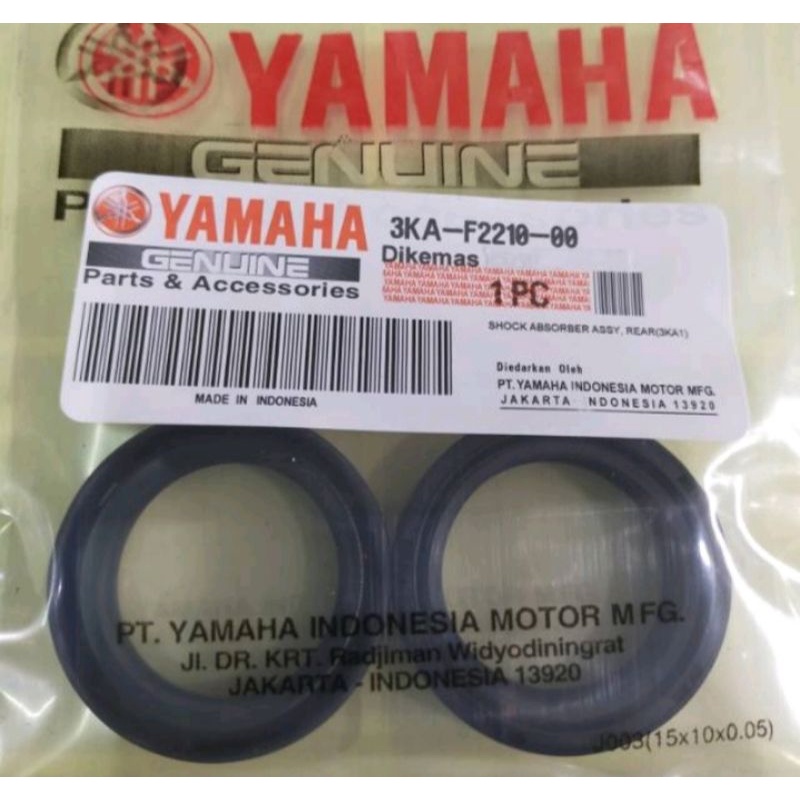 YAMAHA
GENUINE
YAMAHA
GENUINE
Parts & Accessories
3KA-F2210-00
Dikemas
1 PC
SHOCK ABSORBER ASSY, REAR(3KA1)
MADE IN INDONESIA
Diedarkan Oleh
PT. YAMAHA INDONESIA MOTOR MFG.
JAKARTA- INDONESIA 13920
PT. YAMAHA INDONESIA MOTOR MFG.
Jl. DR. KRT. Radjiman Widyodiningrat
JAKARTA - INDONESIA 13920
J003(15x10x0.05)